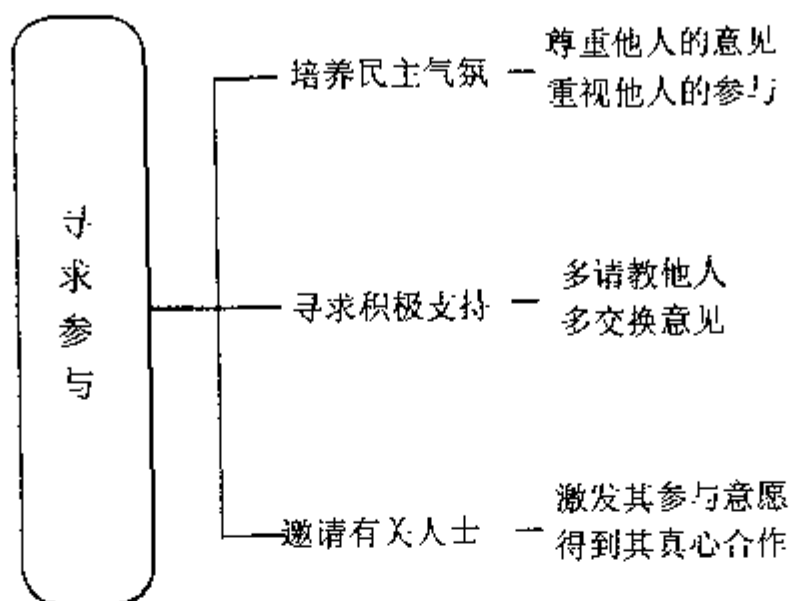 寻求参与
培养民主气氛
尊重他人的意见
重视他人的参与
寻求积极支持
多请教他人
多交换意见
邀请有关人士
激发其参与意愿
得到其真心合作